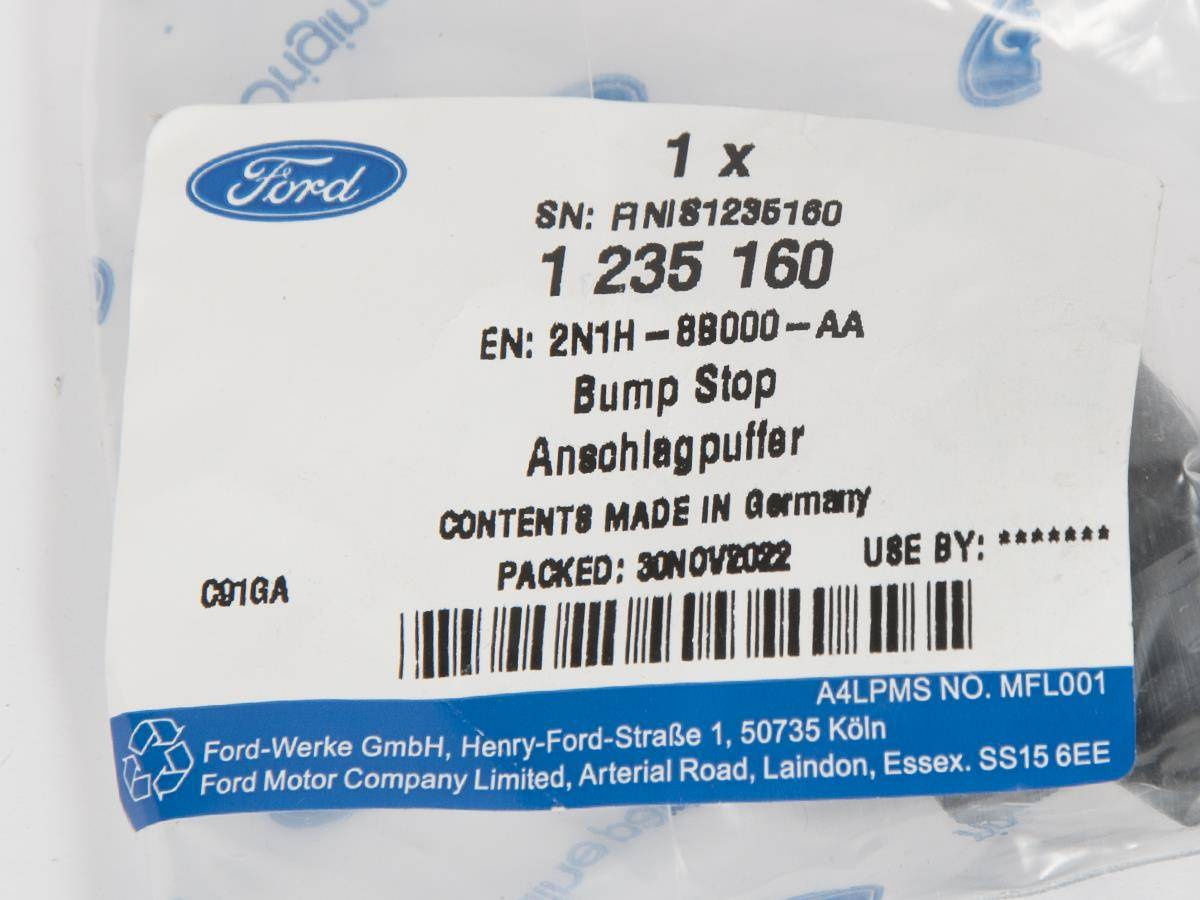 Ford
1 x
SN: FINIS1235160
1 235 160
EN: 2N1H-8B000-AA
Bump Stop
Anschlagpuffer
CONTENTS MADE IN Germany
PACKED: 30NOV2022
USE BY: *******
C91GA
A4LPMS NO. MFL001
Ford-Werke GmbH, Henry-Ford-Straße 1, 50735 Köln
Ford Motor Company Limited, Arterial Road, Laindon, Essex. SS15 6EE